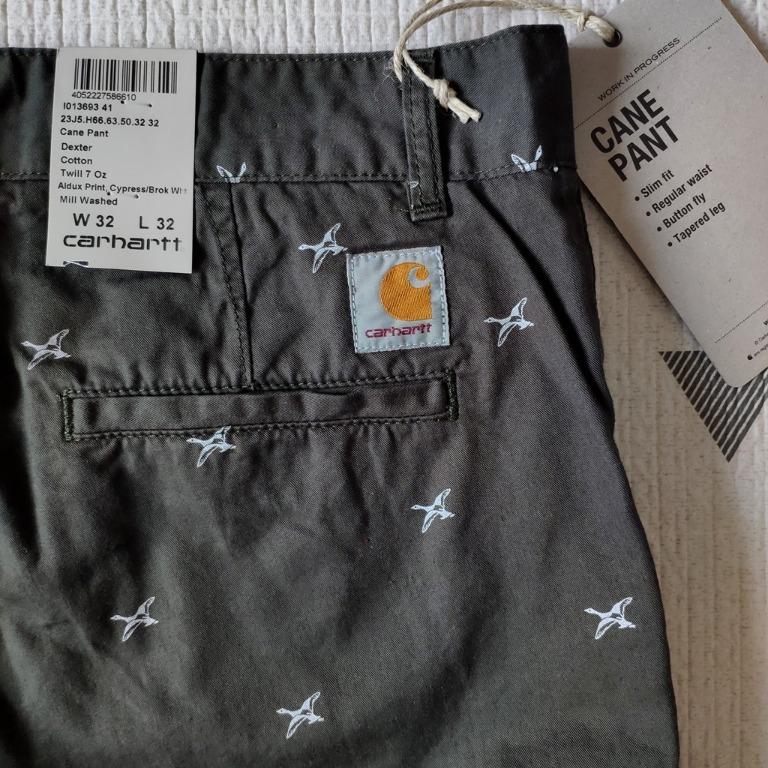 4052227586610
I013693 41
23J5.H66.63.50.32 32
Cane Pant
Dexter
Cotton
Twill 7 Oz
Aldux Print, Cypress/Brok
Mill Washed
W 32 L 32
carhartt
carhartt
WORK IN PROGRESS
CANE
PANT
• Slim fit
• Regular waist
• Button fly
• Tapered leg